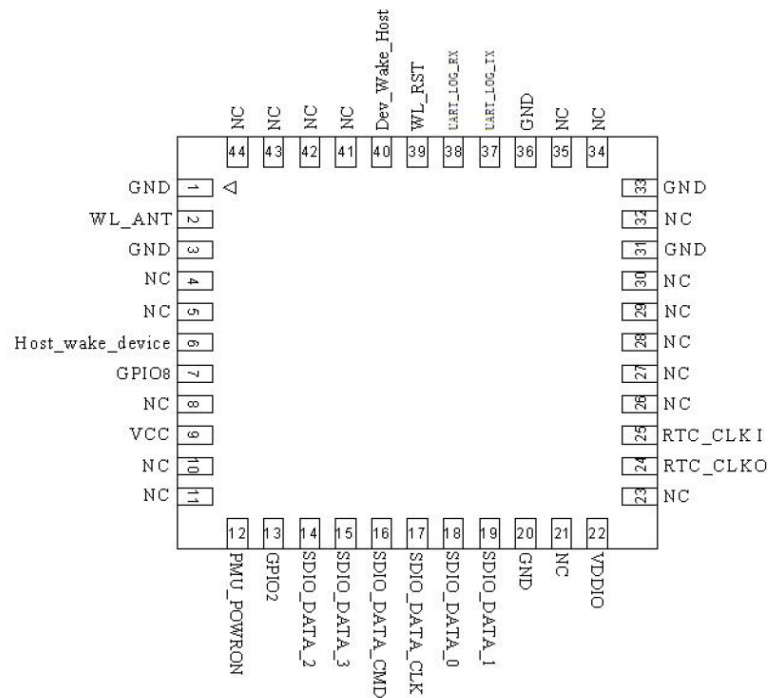 NC
NC
NC
NC
Dev_Wake_Host
WL_RST
UART_LOG_RX
UART_LOG_TX
GND
NC
NC
44 43 42 41 40 39 38 37 36 35 34
GND 1 33 GND
WL_ANT 2 32 NC
GND 3 31 GND
NC 4 30 NC
NC 5 29 NC
Host_wake_device 6 28 NC
GPIO8 7 27 NC
NC 8 26 NC
VCC 9 25 RTC_CLKI
NC 10 24 RTC_CLKO
NC 11 23 NC
12 13 14 15 16 17 18 19 20 21 22
PMU_POWRON
GPIO2
SDIO_DATA_2
SDIO_DATA_3
SDIO_DATA_CMD
SDIO_DATA_CLK
SDIO_DATA_0
SDIO_DATA_1
GND
NC
VDDIO